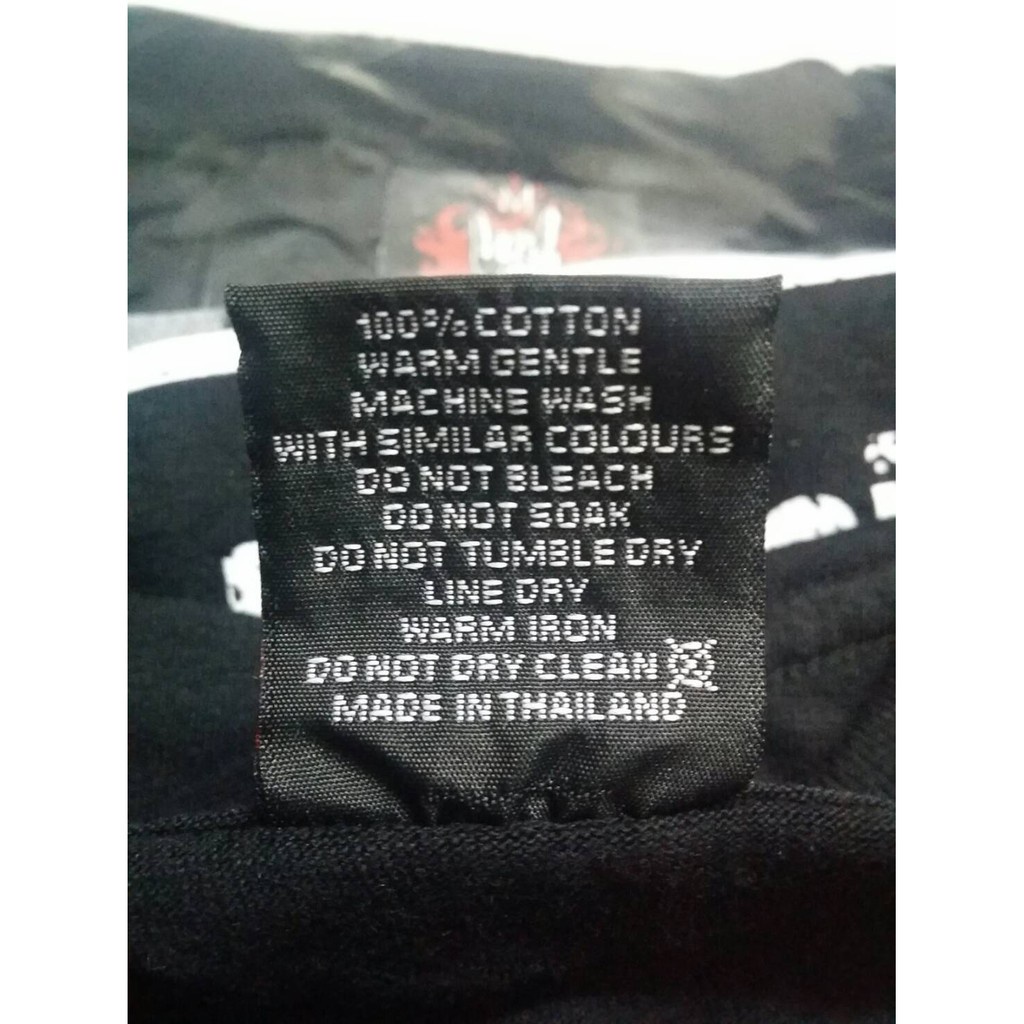 100% COTTON
WARM GENTLE
MACHINE WASH
WITH SIMILAR COLOURS
DO NOT BLEACH
DO NOT SOAK
DO NOT TUMBLE DRY
LINE DRY
WARM IRON
DO NOT DRY CLEAN
MADE IN THAILAND